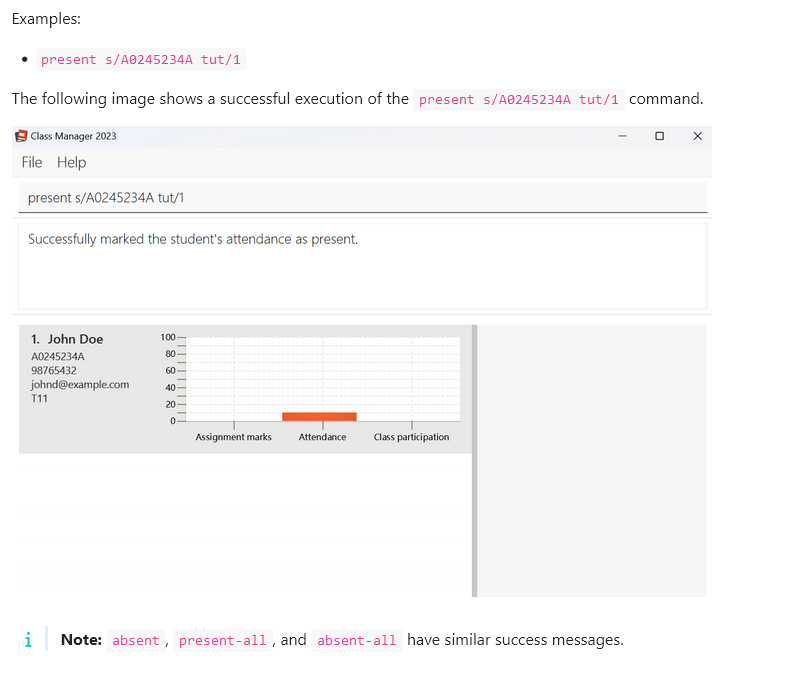 Examples:
• present s/A0245234A tut/1
The following image shows a successful execution of the present s/A0245234A tut/1 command.
Class Manager 2023
File Help
present s/A0245234A tut/1
Successfully marked the student's attendance as present.
1. John Doe
A0245234A
98765432
johnd@example.com
T11
100
80
60
40
20
0
Assignment marks Attendance Class participation
i Note: absent, present-all, and absent-all have similar success messages.